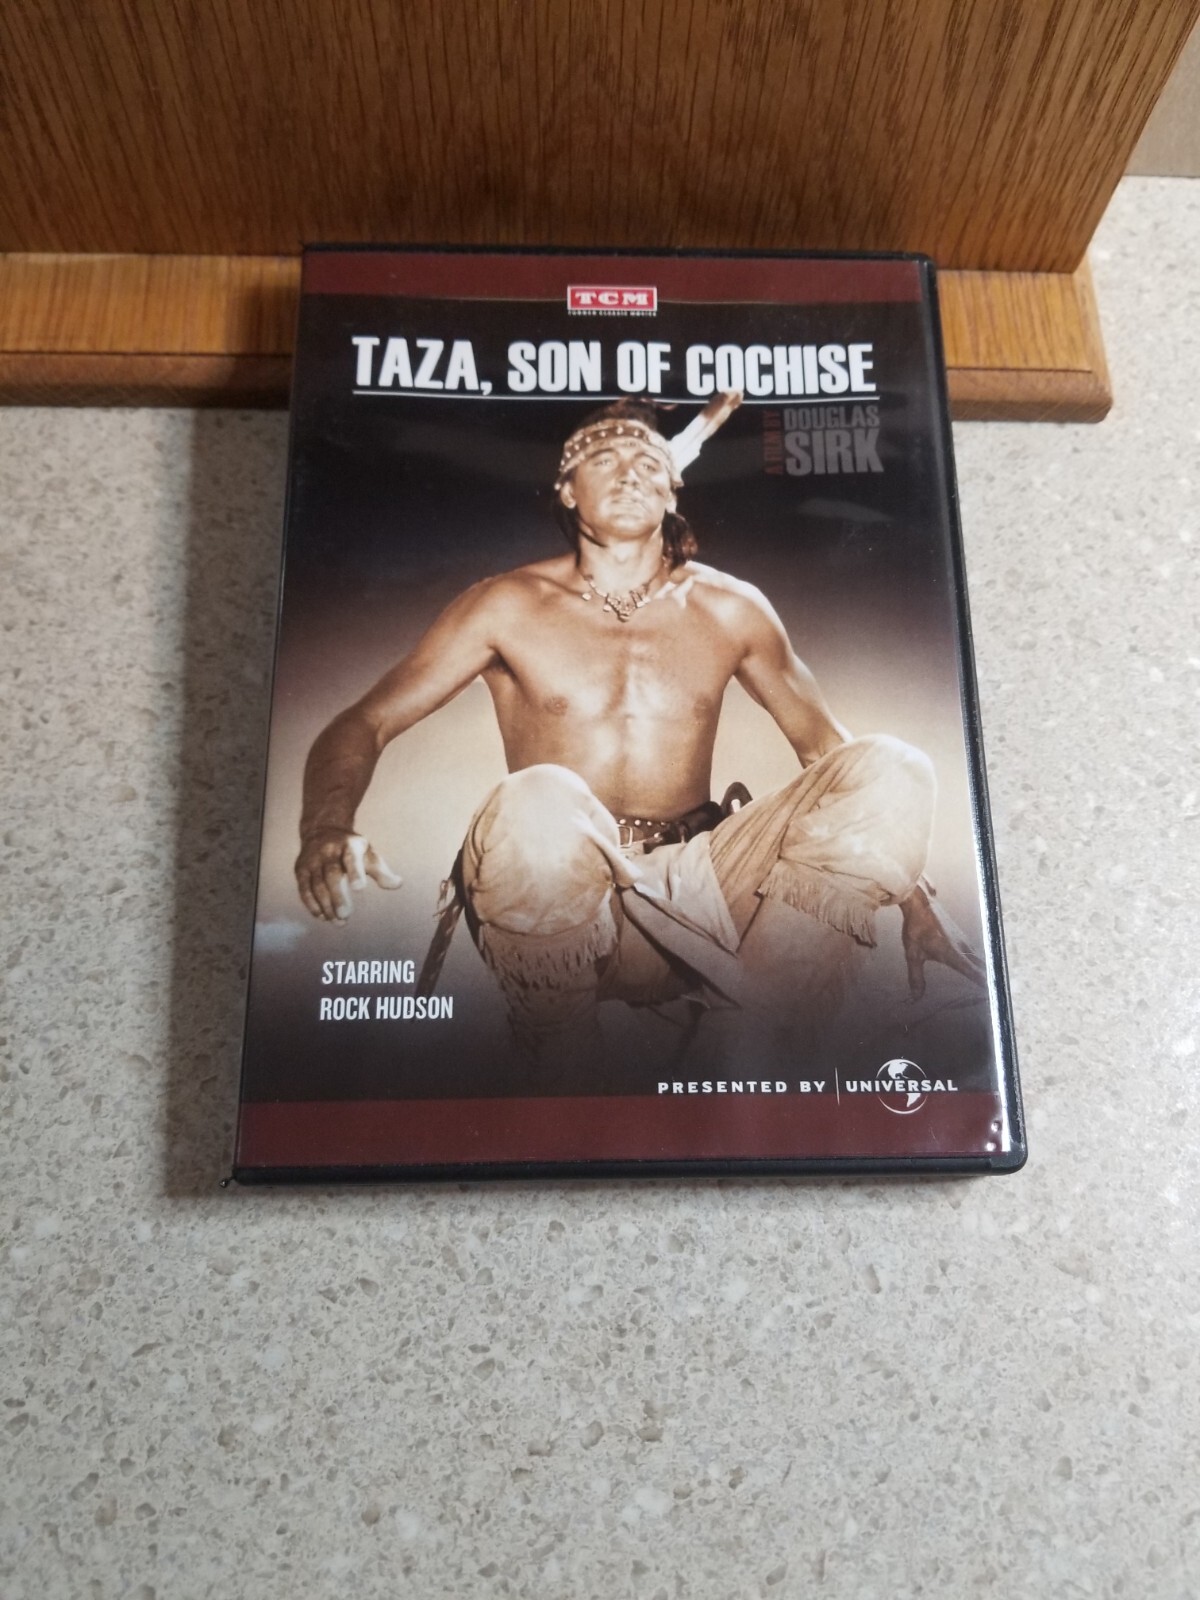 TCM
TURNER CLASSIC MOVIES
TAZA, SON OF COCHISE
A FILM BY
DOUGLAS
SIRK
STARRING
ROCK HUDSON
PRESENTED BY UNIVERSAL